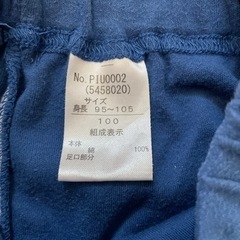 No. PIU0002
(5458020)
サイズ
身長 95〜105
100
組成表示
本体 綿 100%
足口部分